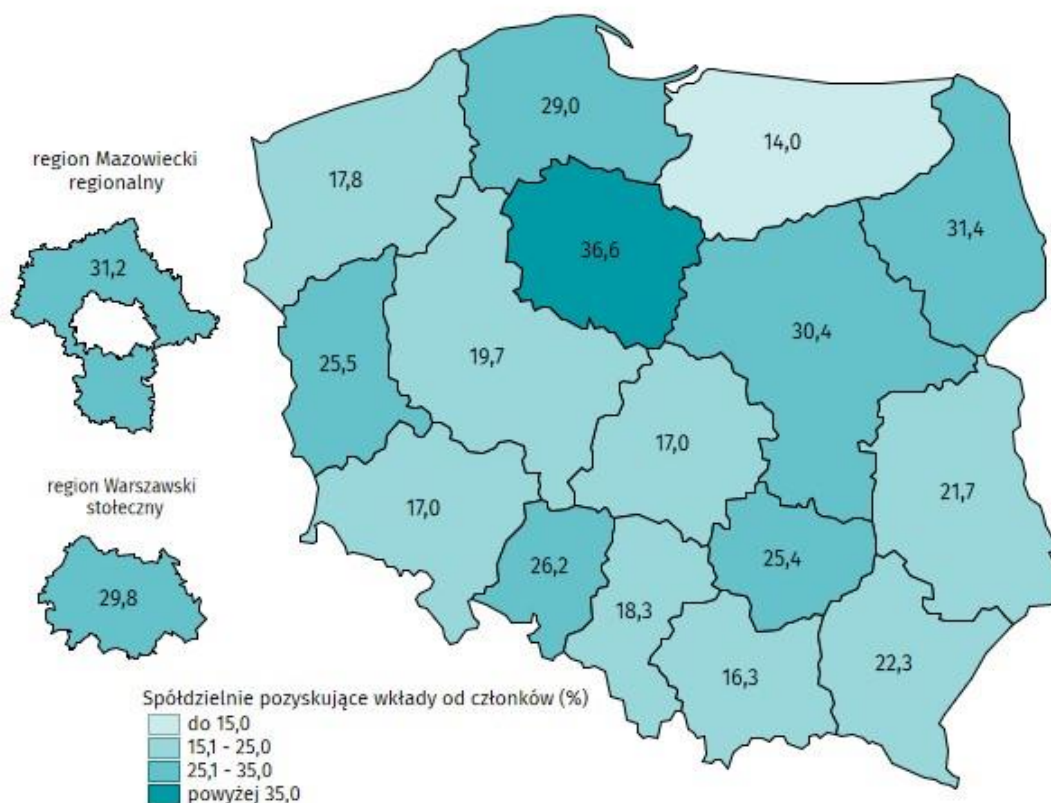 29,0
14,0
region Mazowiecki
regionalny
17,8
31,4
36,6
31,2
30,4
25,5
19,7
17,0
region Warszawski
stołeczny
21,7
17,0
26,2
25,4
29,8
18,3
22,3
16,3
Spółdzielnie pozyskujące wkłady od członków (%)
do 15,0
15,1 - 25,0
25,1 - 35,0
powyżej 35,0